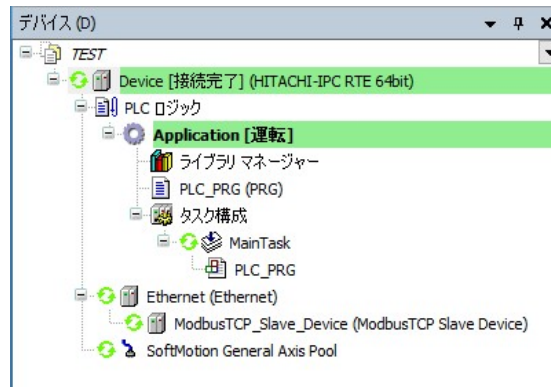 デバイス (D)
TEST
Device [接続完了] (HITACHI-IPC RTE 64bit)
PLC ロジック
Application [運転]
ライブラリ マネージャー
PLC_PRG (PRG)
タスク構成
MainTask
PLC_PRG
Ethernet (Ethernet)
ModbusTCP_Slave_Device (ModbusTCP Slave Device)
SoftMotion General Axis Pool